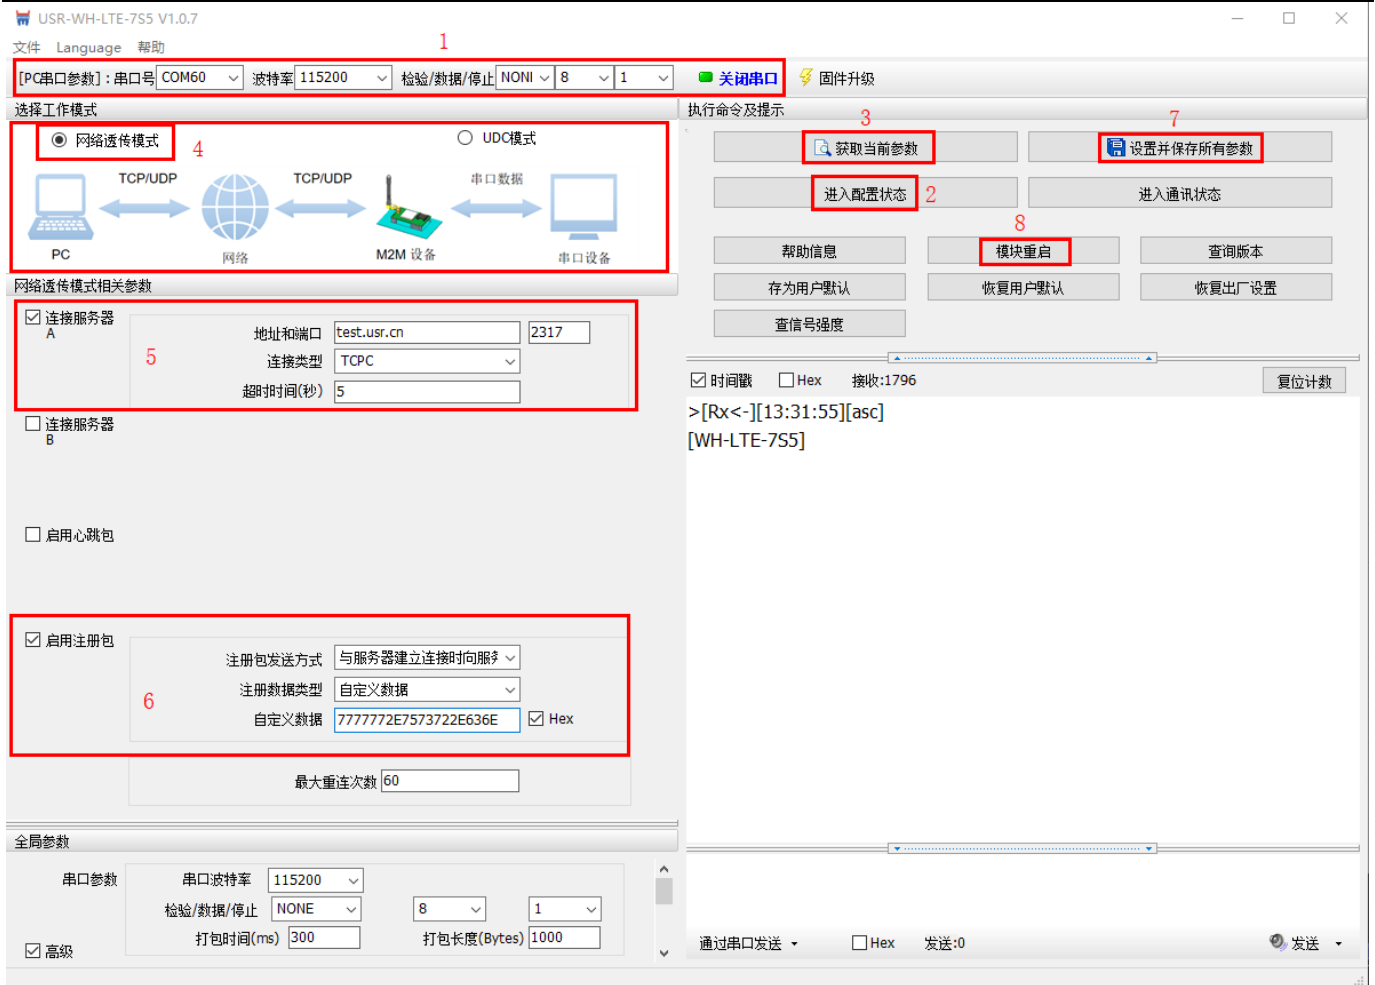 USR-WH-LTE-7S5 V1.0.7
文件 Language 帮助
1
[PC串口参数]：串口号 COM60 波特率 115200 检验/数据/停止 NONI 8 1 关闭串口 固件升级
选择工作模式
网络透传模式 4 UDC模式
TCP/UDP TCP/UDP 串口数据
PC 网络 M2M 设备 串口设备
网络透传模式相关参数
连接服务器
A
地址和端口 test.usr.cn 2317
5 连接类型 TCPC
超时时间(秒) 5
连接服务器
B
启用心跳包
启用注册包
注册包发送方式 与服务器建立连接时向服务
注册数据类型 自定义数据
6
自定义数据 7777772E7573722E636E Hex
最大重连次数 60
全局参数
串口参数 串口波特率 115200
检验/数据/停止 NONE 8 1
打包时间(ms) 300 打包长度(Bytes) 1000
高级
执行命令及提示
3 7
获取当前参数 设置并保存所有参数
进入配置状态 2 进入通讯状态
8
帮助信息 模块重启 查询版本
存为用户默认 恢复用户默认 恢复出厂设置
查信号强度
时间戳 Hex 接收:1796 复位计数
>[Rx<-][13:31:55][asc]
[WH-LTE-7S5]
通过串口发送 Hex 发送:0 发送